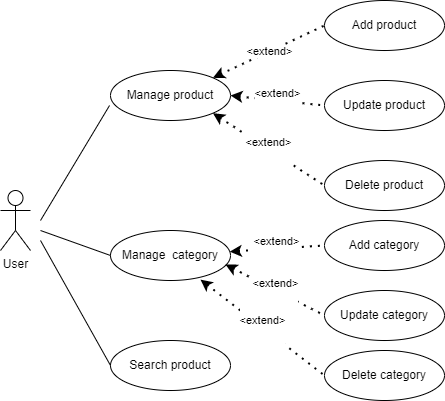 Add product
<extend>
Manage product
<extend>
Update product
<extend>
Delete product
User
Manage  category
<extend>
Add category
<extend>
Update category
<extend>
Search product
Delete category